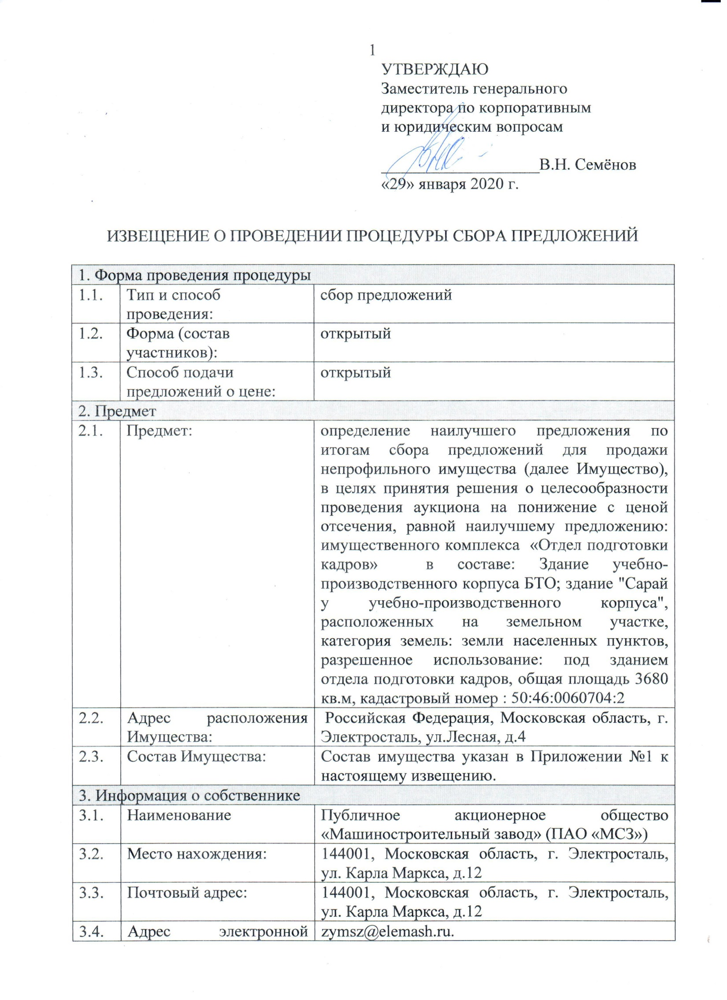 1
УТВЕРЖДАЮ
Заместитель генерального
директора по корпоративным
и юридическим вопросам
В.Н. Семёнов
«29» января 2020 г.
ИЗВЕЩЕНИЕ О ПРОВЕДЕНИИ ПРОЦЕДУРЫ СБОРА ПРЕДЛОЖЕНИЙ
1. Форма проведения процедуры
1.1. Тип и способ сбор предложений
проведения:
1.2. Форма (состав открытый
участников):
1.3. Способ подачи открытый
предложений о цене:
2. Предмет
2.1. Предмет: определение наилучшего предложения по
итогам сбора предложений для продажи
непрофильного имущества (далее Имущество),
в целях принятия решения о целесообразности
проведения аукциона на понижение с ценой
отсечения, равной наилучшему предложению:
имущественного комплекса «Отдел подготовки
кадров» в составе: Здание учебно-
производственного корпуса БТО; здание "Сарай
у учебно-производственного корпуса",
расположенных на земельном участке,
категория земель: земли населенных пунктов,
разрешенное использование: под зданием
отдела подготовки кадров, общая площадь 3680
кв.м, кадастровый номер : 50:46:0060704:2
2.2. Адрес расположения Российская Федерация, Московская область, г.
Имущества: Электросталь, ул.Лесная, д.4
2.3. Состав Имущества: Состав имущества указан в Приложении №1 к
настоящему извещению.
3. Информация о собственнике
3.1. Наименование Публичное акционерное общество
«Машиностроительный завод» (ПАО «МСЗ»)
3.2. Место нахождения: 144001, Московская область, г. Электросталь,
ул. Карла Маркса, д.12
3.3. Почтовый адрес: 144001, Московская область, г. Электросталь,
ул. Карла Маркса, д.12
3.4. Адрес электронной zymsz@elemash.ru.